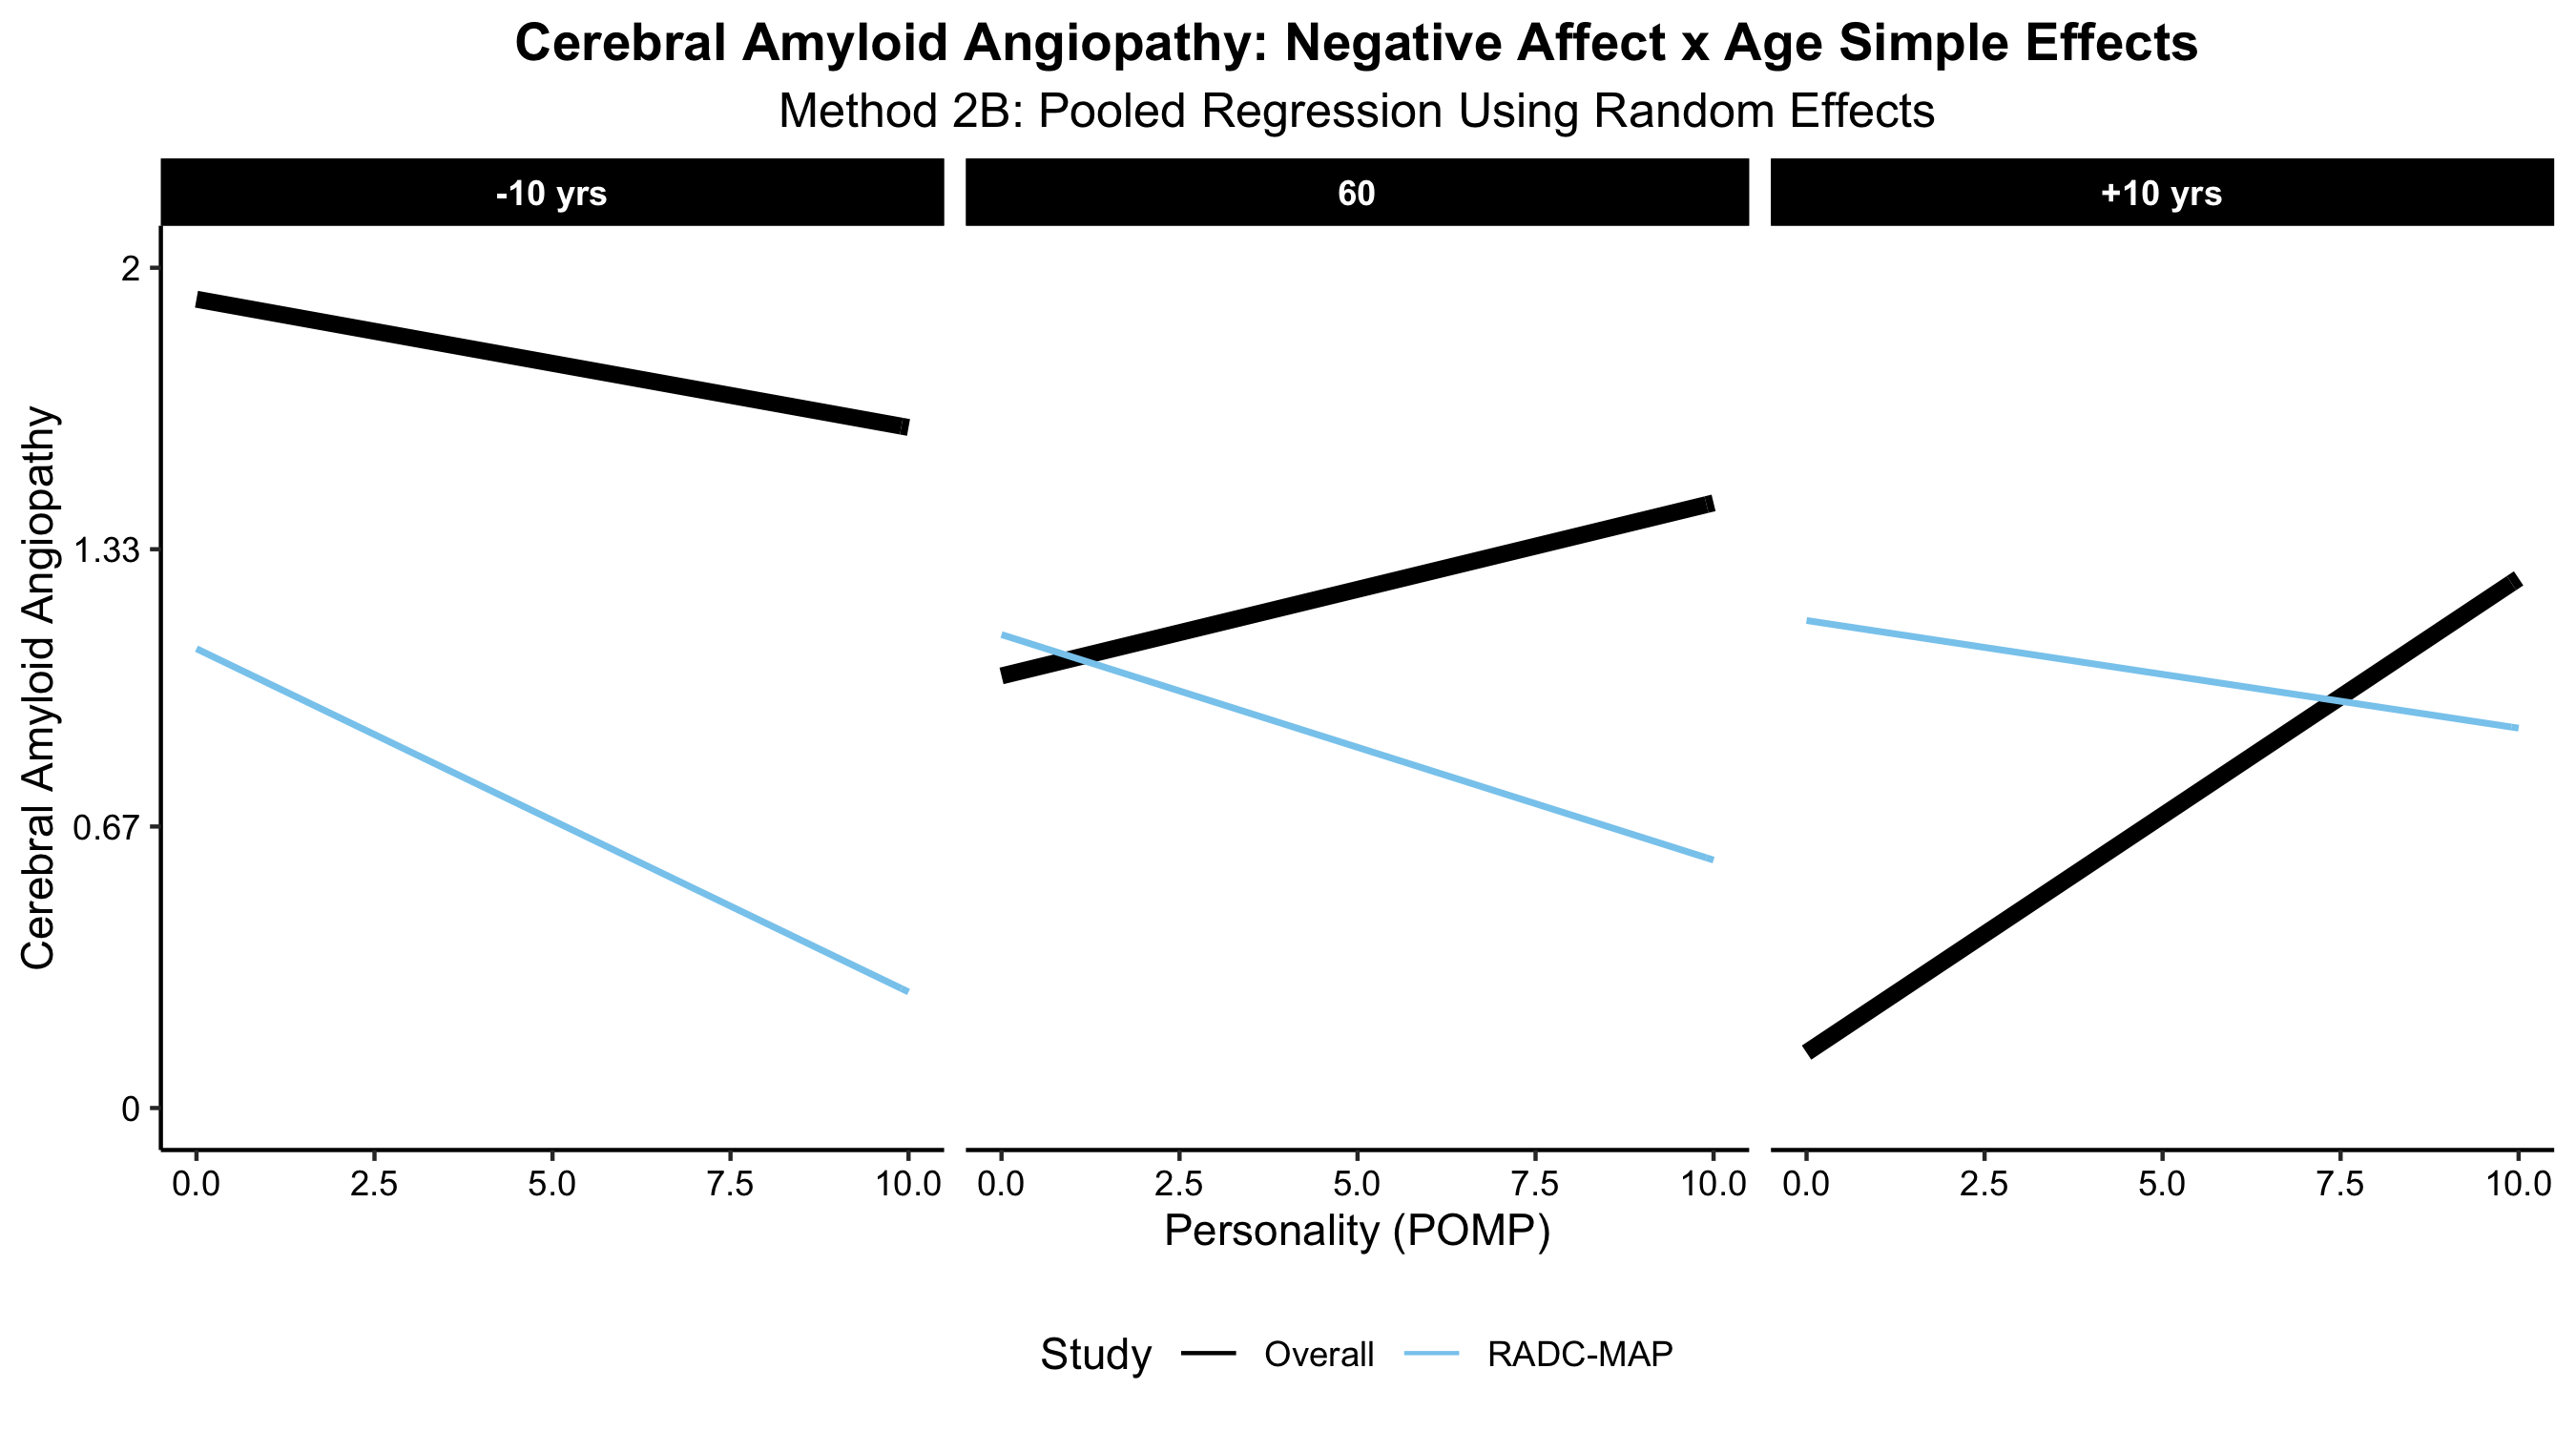 Cerebral Amyloid Angiopathy: Negative Affect x Age Simple Effects
Method 2B: Pooled Regression Using Random Effects
-10 yrs
60
+10 yrs
Cerebral Amyloid Angiopathy
2
1.33
0.67
0
0.0 2.5 5.0 7.5 10.0
0.0 2.5 5.0 7.5 10.0
0.0 2.5 5.0 7.5 10.0
Personality (POMP)
Study Overall RADC-MAP